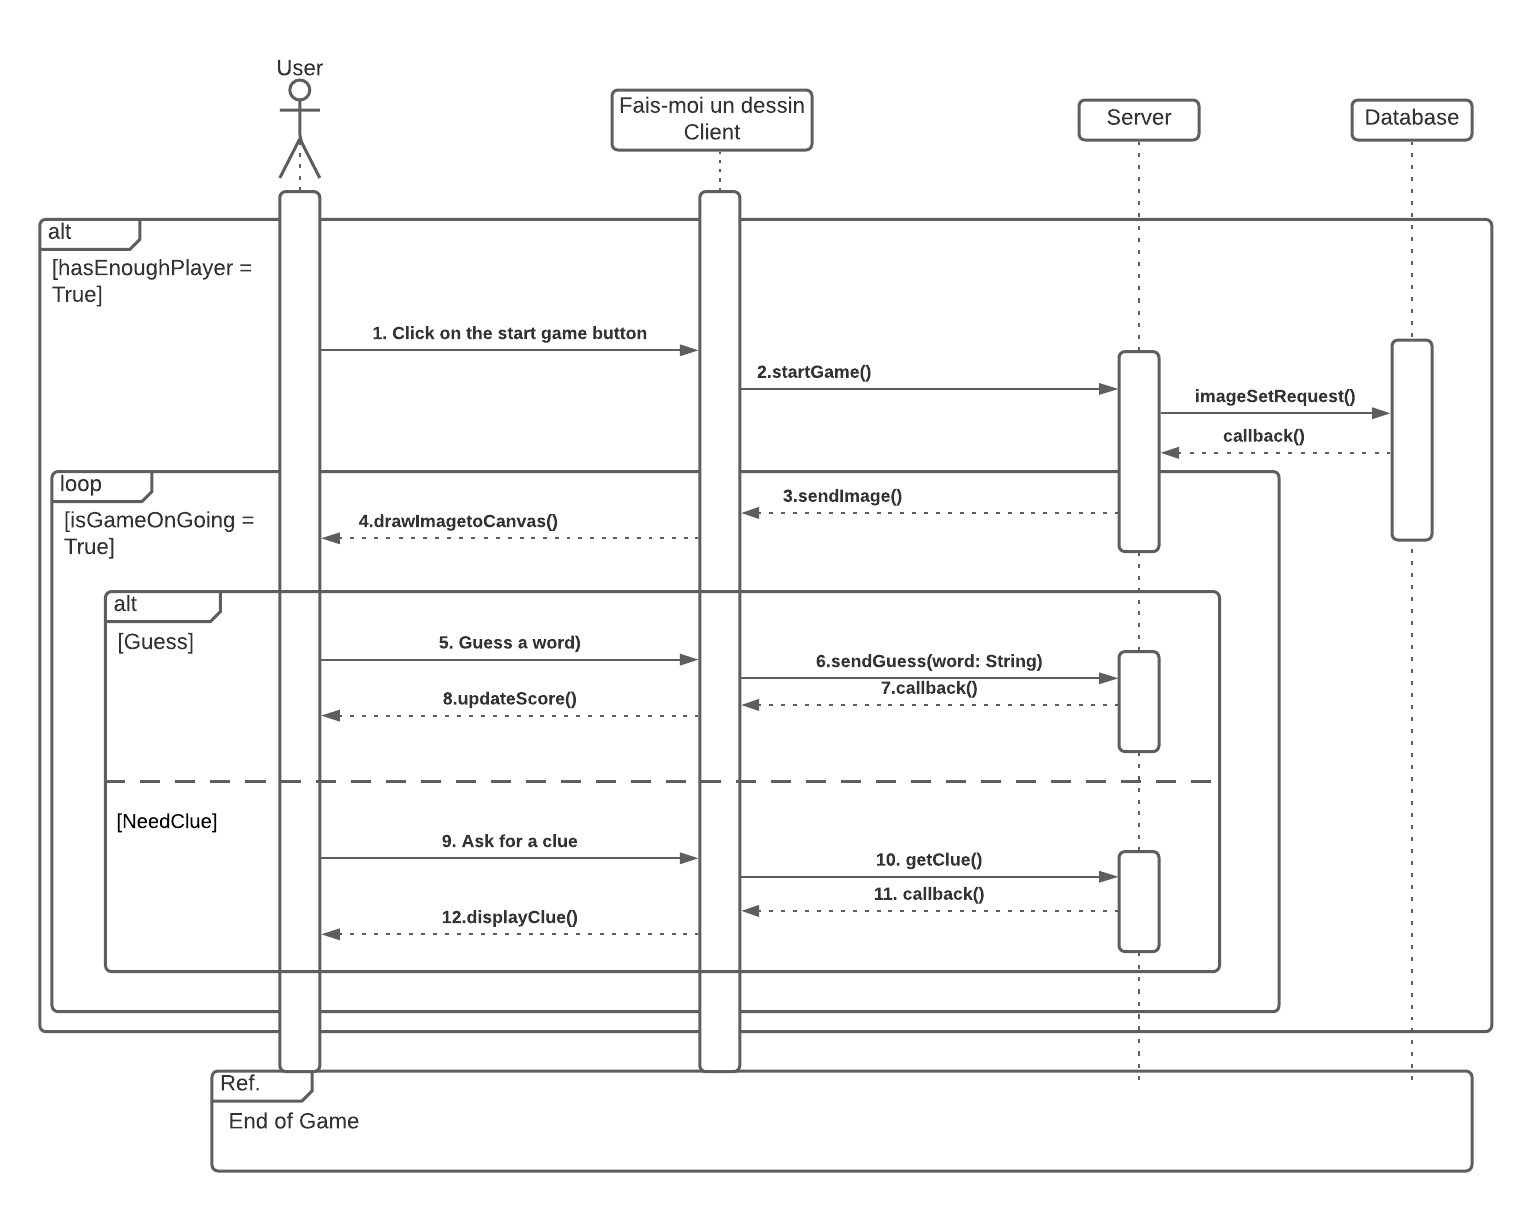 User
Fais-moi un dessin
Client
Server
Database
alt
[hasEnoughPlayer =
True]
1. Click on the start game button
2.startGame()
imageSetRequest()
callback()
loop
[isGameOnGoing =
True]
3.sendImage()
4.drawImagetoCanvas()
alt
[Guess]
5. Guess a word)
6.sendGuess(word: String)
7.callback()
8.updateScore()
[NeedClue]
9. Ask for a clue
10. getClue()
11. callback()
12.displayClue()
Ref.
End of Game